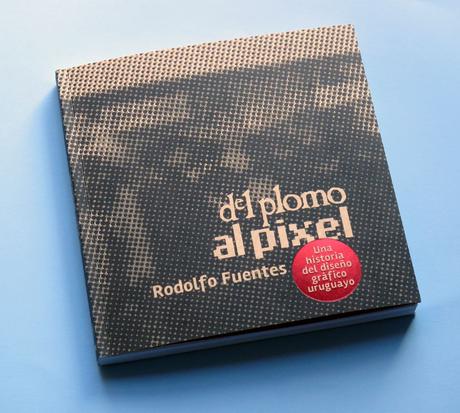 del plomo
al pixel
Rodolfo Fuentes
Una
historia
del diseño
gráfico
uruguayo